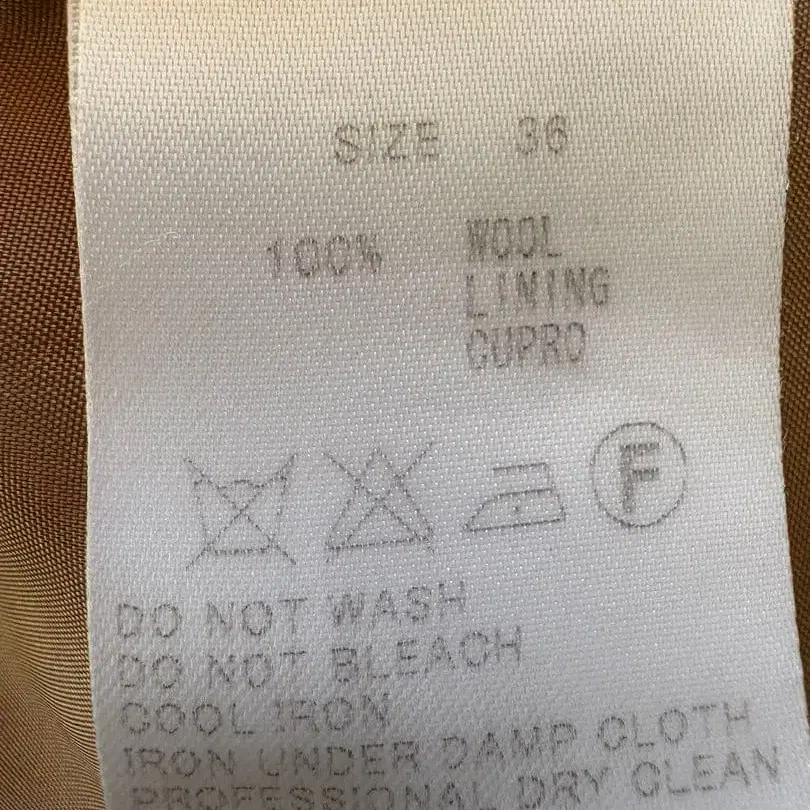 SIZE 36
100% WOOL
LINING
CUPRO
F
DO NOT WASH
DO NOT BLEACH
COOL IRON
IRON UNDER DAMP CLOTH
PROFESSIONAL DRY CLEAN